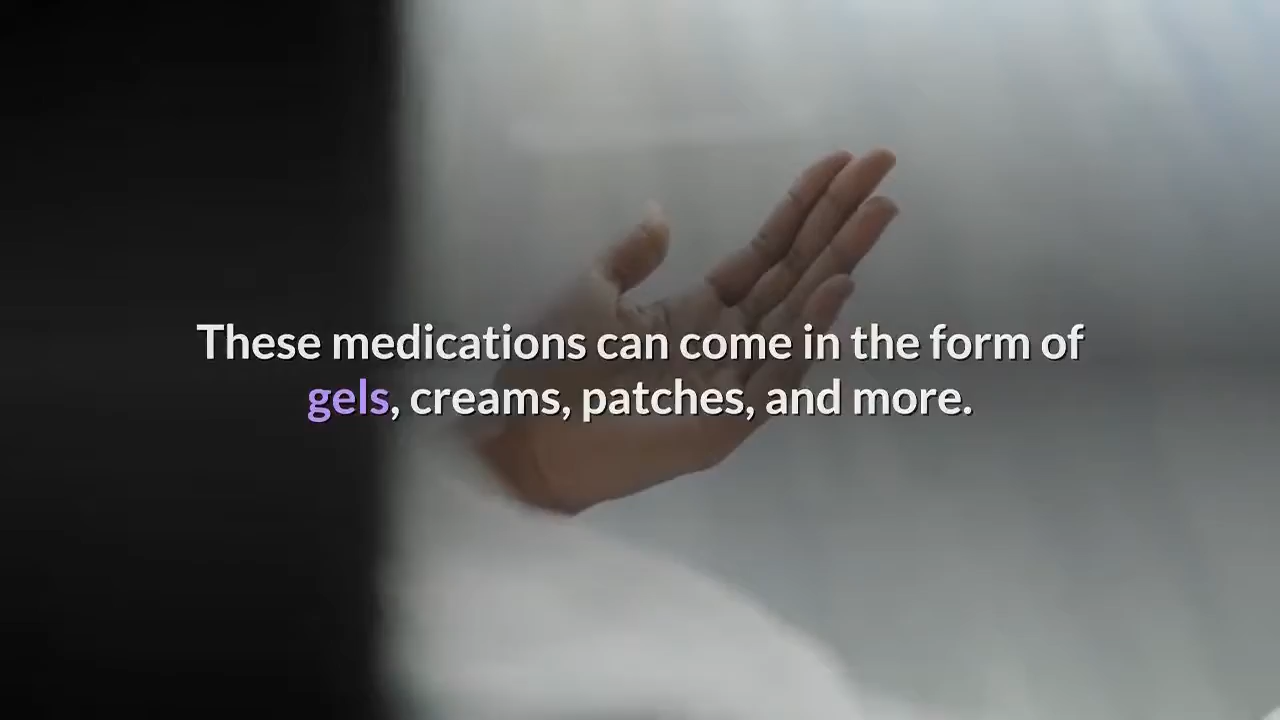 These medications can come in the form of
gels, creams, patches, and more.